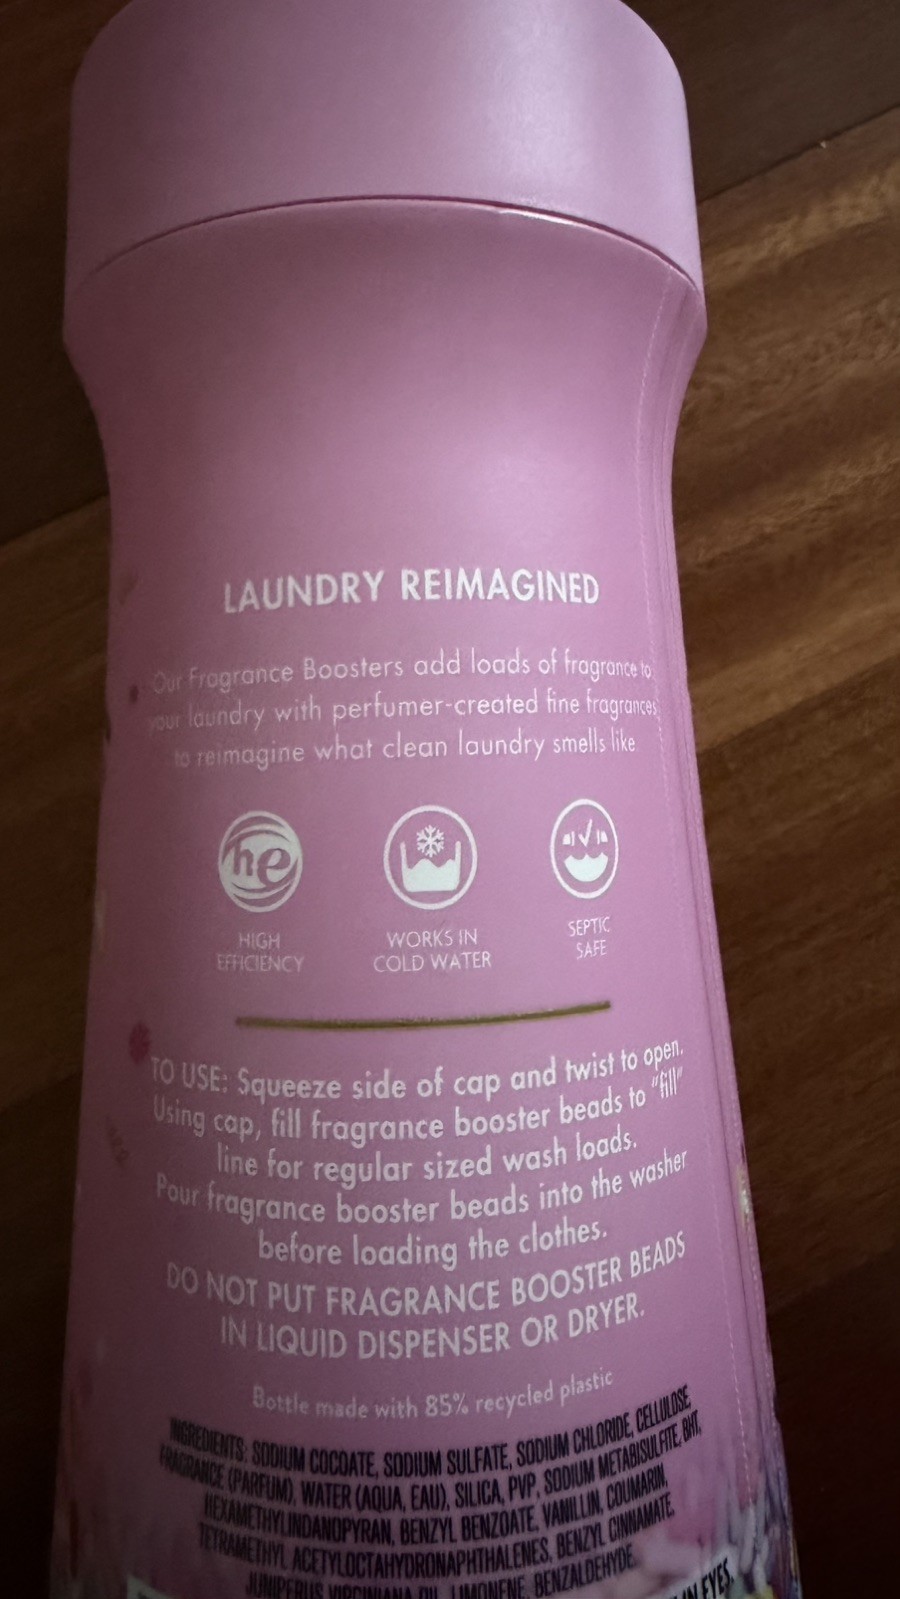 LAUNDRY REIMAGINED
Our Fragrance Boosters add loads of fragrance to
your laundry with perfumer-created fine fragrances
to reimagine what clean laundry smells like
he
HIGH
EFFICIENCY
WORKS IN
COLD WATER
SEPTIC
SAFE
TO USE: Squeeze side of cap and twist to open.
Using cap, fill fragrance booster beads to "fill"
line for regular sized wash loads.
Pour fragrance booster beads into the washer
before loading the clothes.
DO NOT PUT FRAGRANCE BOOSTER BEADS
IN LIQUID DISPENSER OR DRYER.
Bottle made with 85% recycled plastic
INGREDIENTS: SODIUM COCOATE, SODIUM SULFATE, SODIUM CHLORIDE, CELLULOSE,
FRAGRANCE (PARFUM), WATER (AQUA, EAU), SILICA, PVP, SODIUM METABISULFITE, BHT,
HEXAMETHYLINDANOPYRAN, BENZYL BENZOATE, VANILLIN, COUMARIN,
TETRAMETHYL ACETYLOCTAHYDRONAPHTHALENES, BENZYL CINNAMATE,
JUNIPERUS VIRGINIANA OIL, LIMONENE, BENZALDEHYDE.
IN EYES.